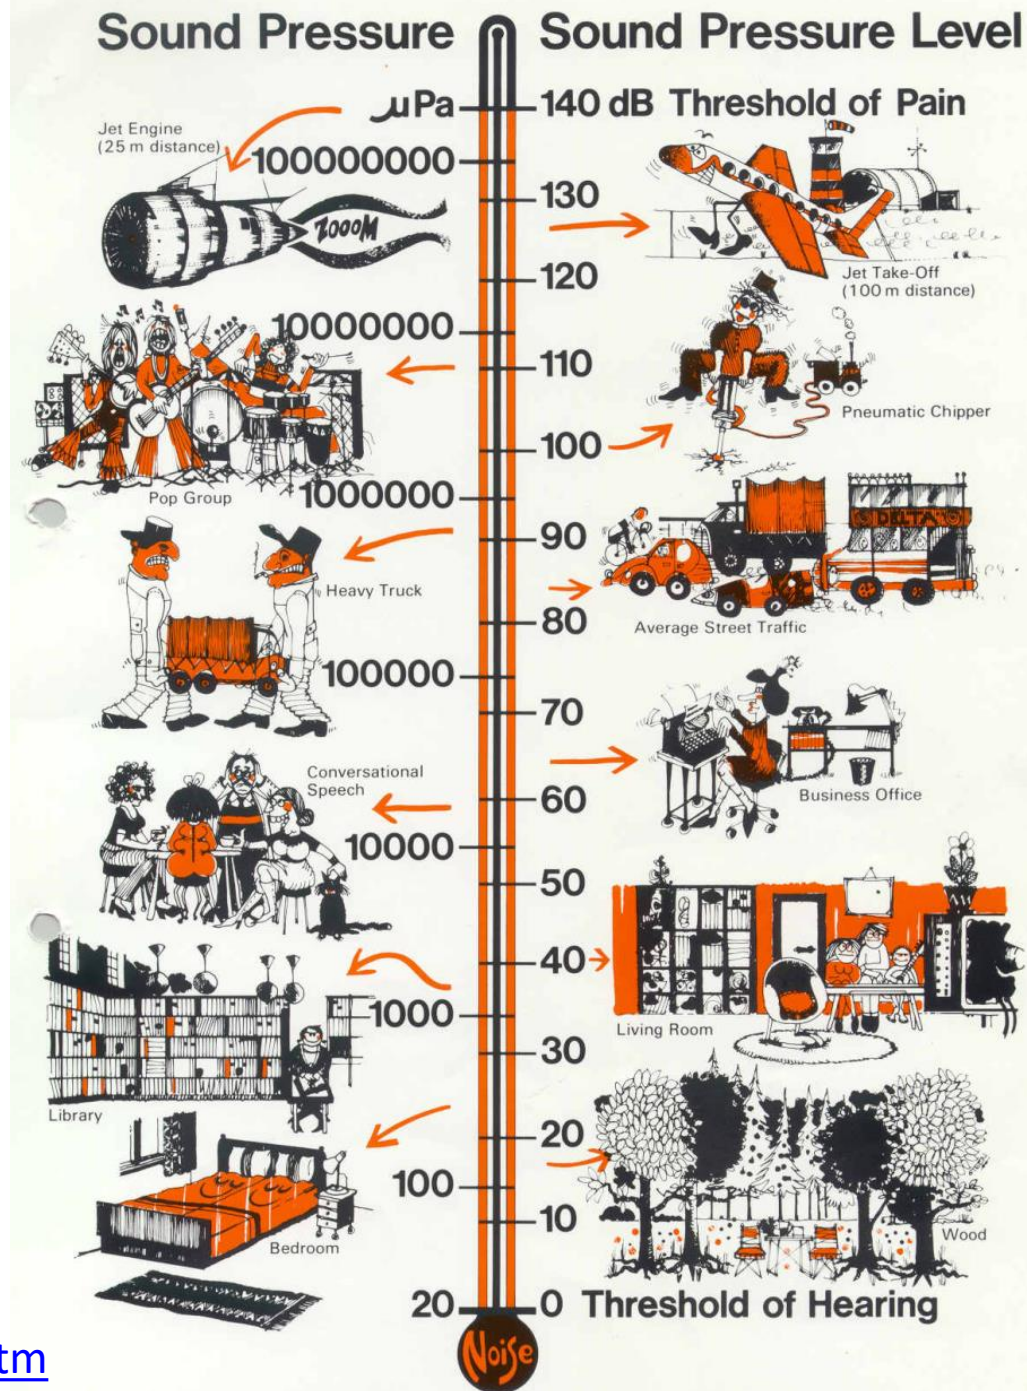 Sound Pressure
Sound Pressure Level
µPa
140 dB Threshold of Pain
Jet Engine
(25 m distance)
100000000
130
ZOOOM
120
Jet Take-Off
(100 m distance)
10000000
110
Pneumatic Chipper
100
Pop Group
1000000
90
DELTA
Heavy Truck
80
Average Street Traffic
100000
70
Conversational
Speech
60
Business Office
10000
50
40
1000
Living Room
30
Library
20
100
10
Wood
Bedroom
20
0 Threshold of Hearing
Noise
tm